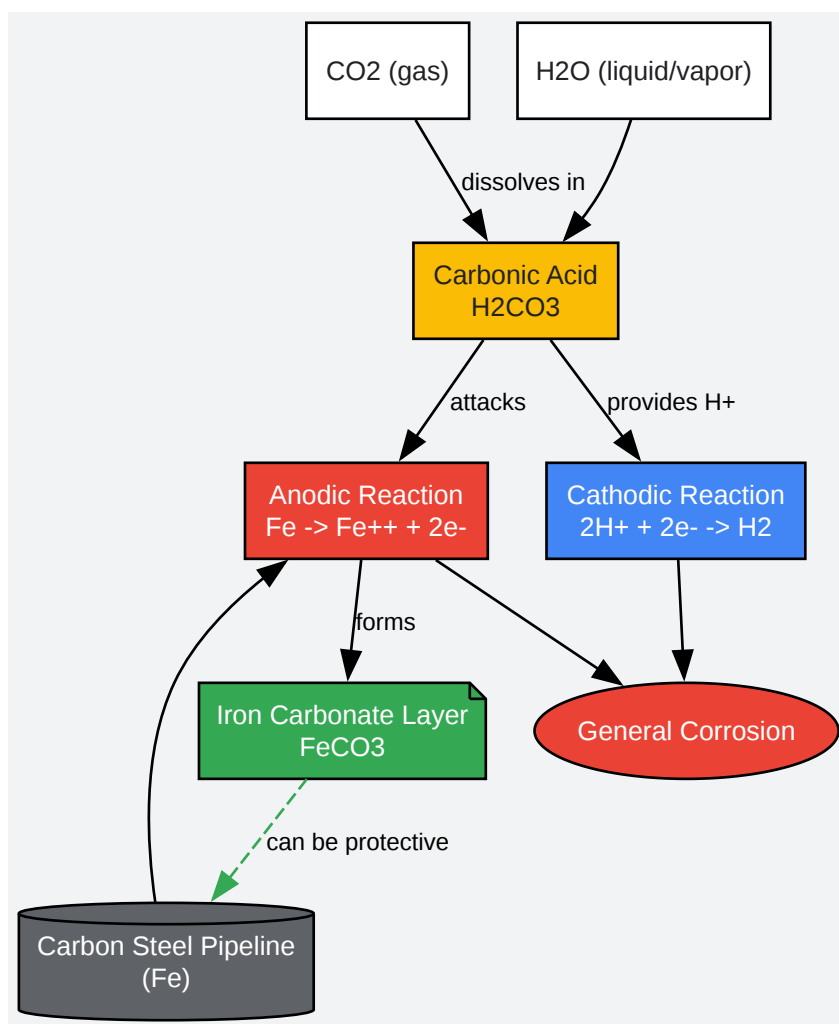 CO2 (gas)
H2O (liquid/vapor)
dissolves in
Carbonic Acid
H2CO3
attacks
provides H+
Anodic Reaction
Fe -> Fe++ + 2e-
Cathodic Reaction
2H+ + 2e- -> H2
forms
Iron Carbonate Layer
FeCO3
General Corrosion
can be protective
Carbon Steel Pipeline
(Fe)